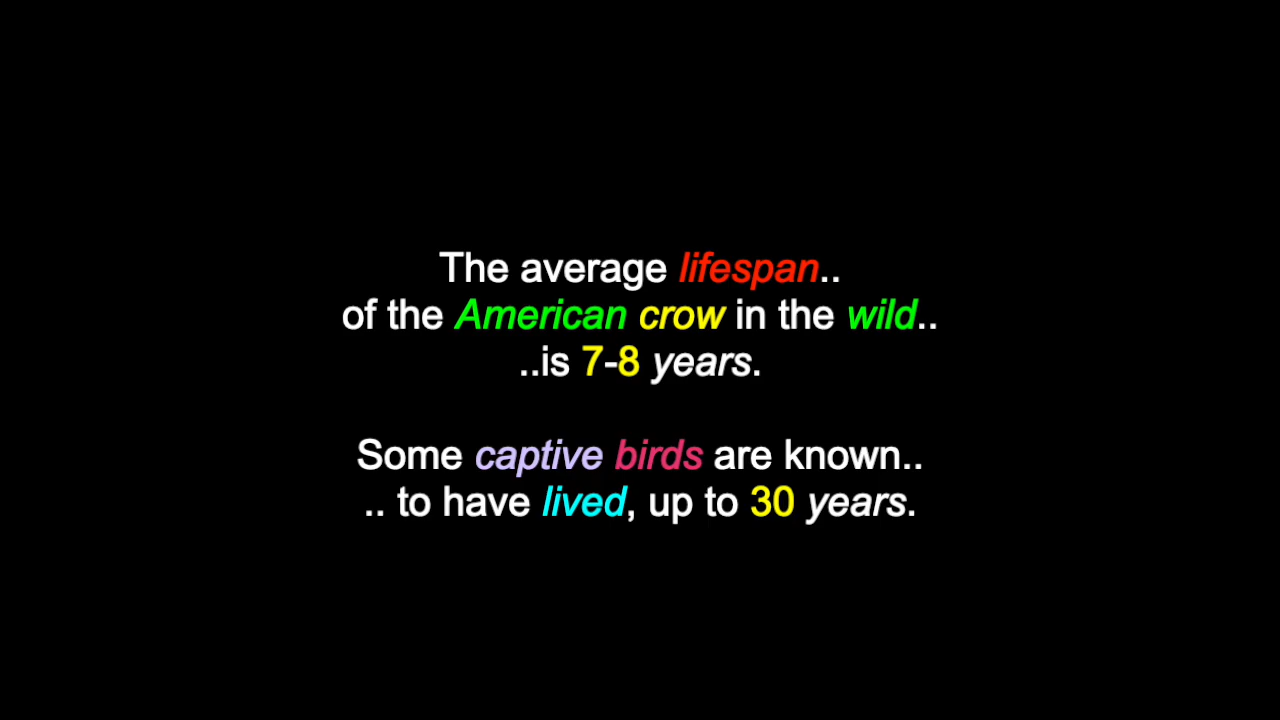 The average lifespan..
of the American crow in the wild..
..is 7-8 years.
Some captive birds are known..
.. to have lived, up to 30 years.